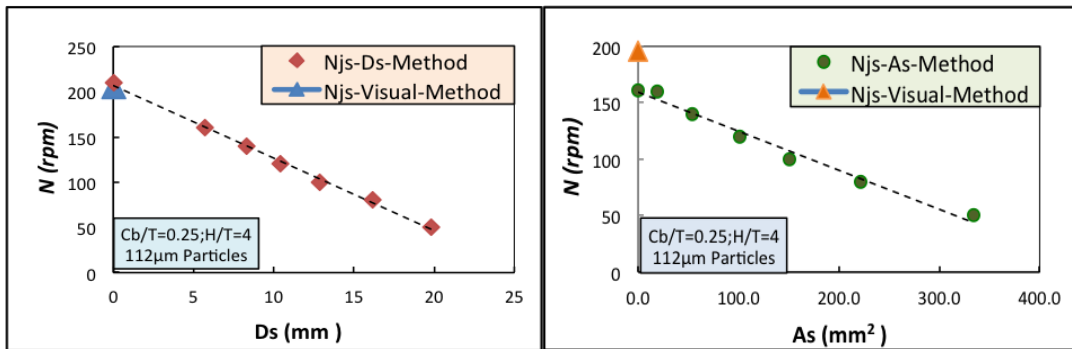 250
200
150
100
50
0
N (rpm)
Njs-Ds-Method
Njs-Visual-Method
Cb/T=0.25;H/T=4
112µm Particles
0 5 10 15 20 25
Ds (mm )
200
150
100
50
0
N (rpm)
Njs-As-Method
Njs-Visual-Method
Cb/T=0.25;H/T=4
112µm Particles
0.0 100.0 200.0 300.0 400.0
As (mm²)